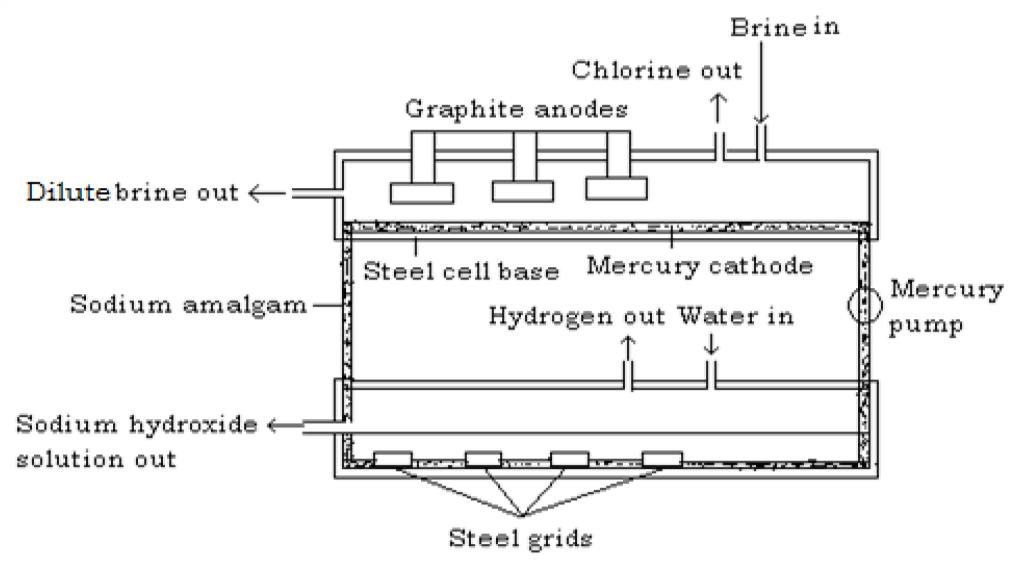 Brine in
Chlorine out
Graphite anodes
Dilute brine out
Steel cell base
Mercury cathode
Sodium amalgam
Mercury
pump
Hydrogen out
Water in
Sodium hydroxide
solution out
Steel grids